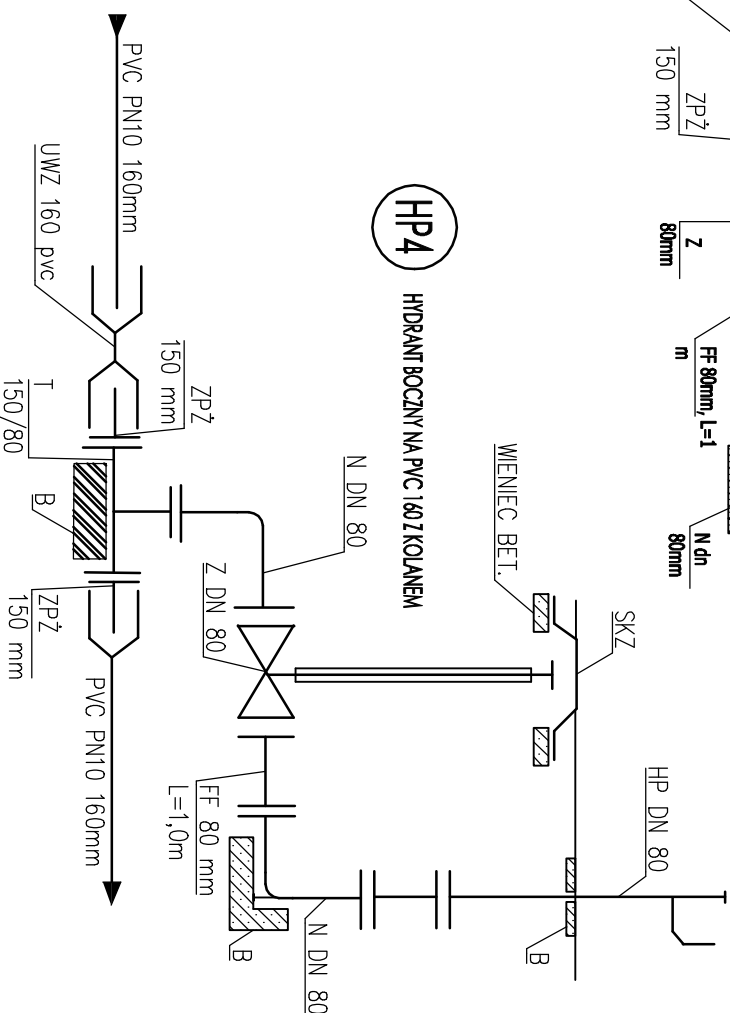 ZPŻ
150 mm
Z
80mm
FF 80mm, L=1
m
N dn
80mm
PVC PN10 160mm
UWZ 160 pvc
HP4
HYDRANT BOCZNY NA PVC 160 Z KOLANEM
ZPŻ
150 mm
T
150/80
B
ZPŻ
150 mm
PVC PN10 160mm
N DN 80
Z DN 80
WIENIEC BET.
SKZ
FF 80 mm
L=1,0m
HP DN 80
B
N DN 80
B